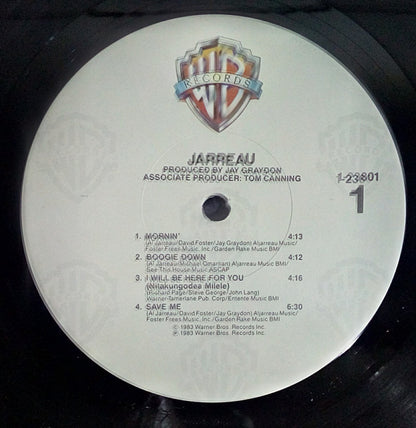 WB
RECORDS
JARREAU
PRODUCED BY JAY GRAYDON
ASSOCIATE PRODUCER: TOM CANNING
1-23801
1
1. MORNIN' 4:13
(Al Jarreau/David Foster/Jay Graydon) Aljarreau Music/
Foster Frees Music, Inc./Garden Rake Music BMI
2. BOOGIE DOWN 4:12
(Al Jarreau/Michael Omartian) Aljarreau Music BMI/
See This House Music ASCAP
3. I WILL BE HERE FOR YOU 4:16
(Nitakungodea Milele)
(Richard Page/Steve George/John Lang)
Warner-Tamerlane Pub. Corp/Entente Music BMI
4. SAVE ME 6:30
(Al Jarreau/David Foster/Jay Graydon) Aljarreau Music/
Foster Frees Music, Inc./Garden Rake Music BMI
© 1983 Warner Bros. Records Inc.
℗ 1983 Warner Bros. Records Inc.